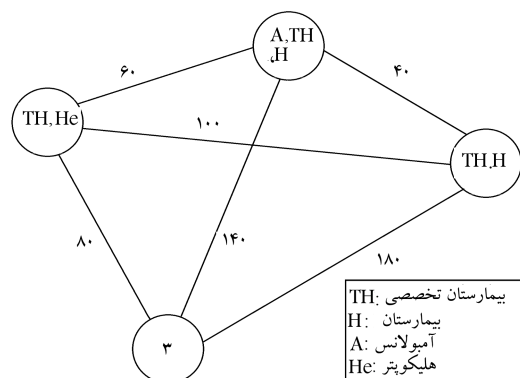 A,TH
،H
۶۰
۴۰
TH,He
۱۰۰
TH,H
۸۰
۱۴۰
۱۸۰
۳
TH: بیمارستان تخصصی
H: بیمارستان
A: آمبولانس
He: هلیکوپتر